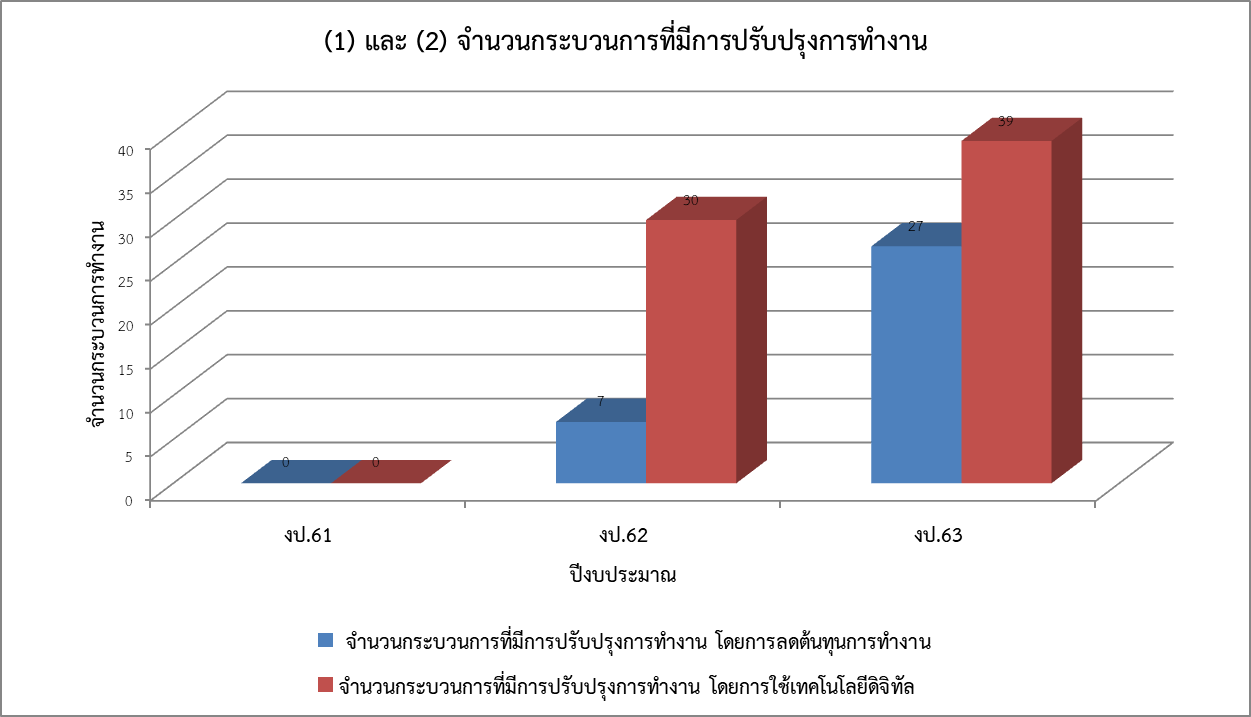 (1) และ (2) จำนวนกระบวนการที่มีการปรับปรุงการทำงาน
จำนวนกระบวนการทำงาน
40
35
30
25
20
15
10
5
0
0
0
7
30
27
39
งป.61
งป.62
งป.63
ปีงบประมาณ
จำนวนกระบวนการที่มีการปรับปรุงการทำงาน โดยการลดต้นทุนการทำงาน
จำนวนกระบวนการที่มีการปรับปรุงการทำงาน โดยการใช้เทคโนโลยีดิจิทัล